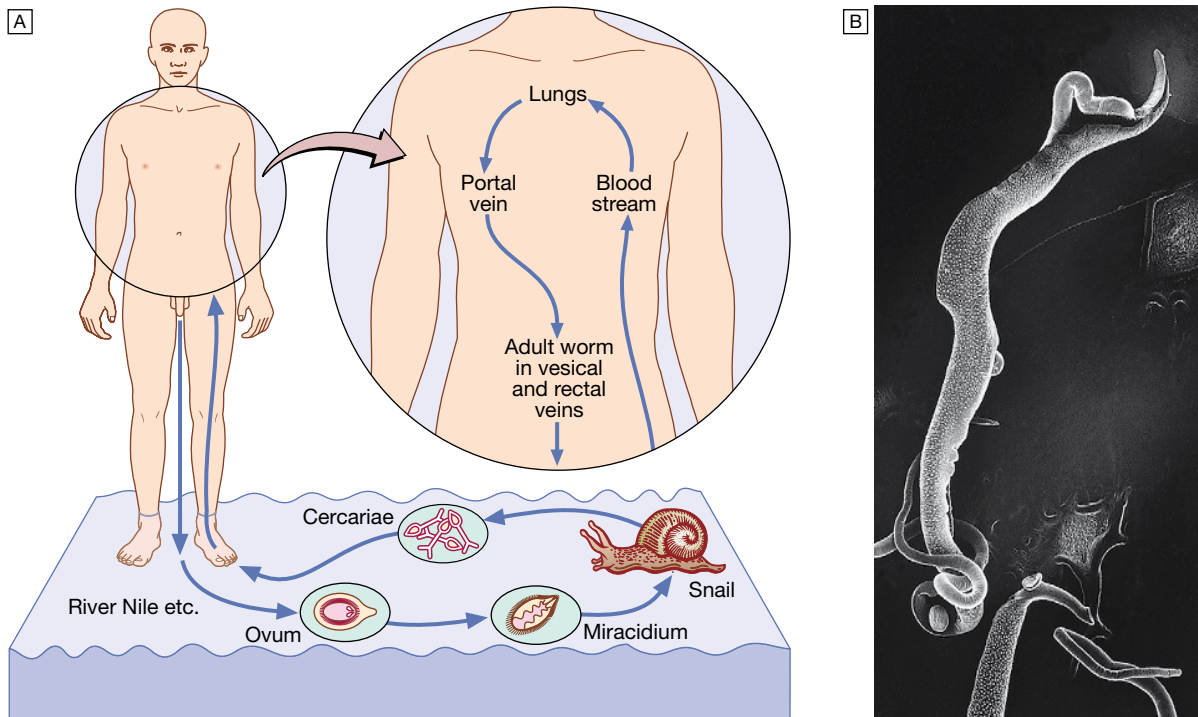 A
B
Lungs
Portal
vein
Blood
stream
Adult worm
in vesical
and rectal
veins
Cercariae
Snail
River Nile etc.
Ovum
Miracidium